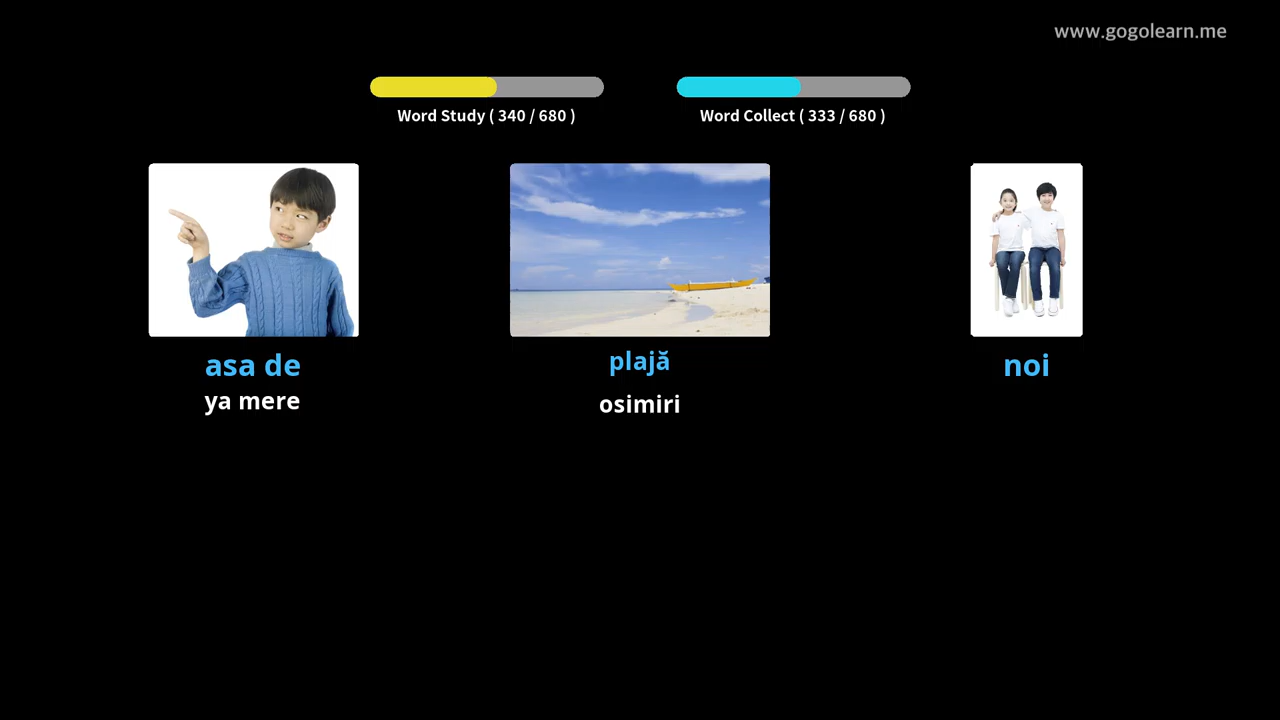 www.gogolearn.me
Word Study ( 340 / 680 )
Word Collect ( 333 / 680 )
asa de
ya mere
plajă
osimiri
noi